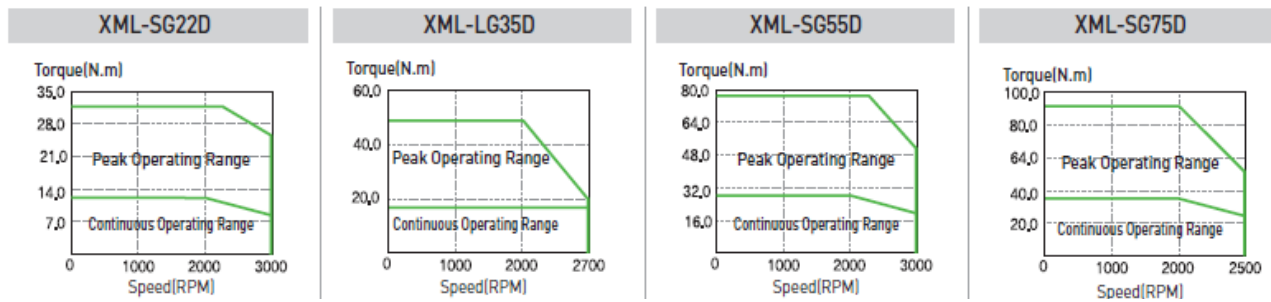 XML-SG22D
Torque(N.m)
35.0
28.0
21.0
14.0
7.0
Peak Operating Range
Continuous Operating Range
0 1000 2000 3000
Speed(RPM)
XML-LG35D
Torque(N.m)
60.0
40.0
20.0
Peak Operating Range
Continuous Operating Range
0 1000 2000 2700
Speed(RPM)
XML-SG55D
Torque(N.m)
80.0
64.0
48.0
32.0
16.0
Peak Operating Range
Continuous Operating Range
0 1000 2000 3000
Speed(RPM)
XML-SG75D
Torque(N.m)
100.0
80.0
64.0
40.0
20.0
Peak Operating Range
Continuous Operating Range
0 1000 2000 2500
Speed(RPM)